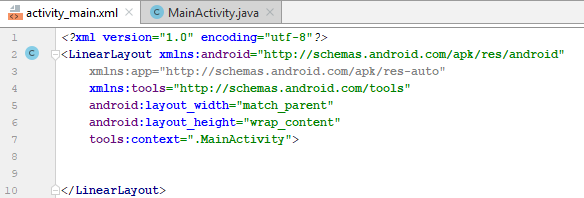 activity_main.xml MainActivity.java
1 <?xml version="1.0" encoding="utf-8"?>
2 C <LinearLayout xmlns:android="http://schemas.android.com/apk/res/android"
3 xmlns:app="http://schemas.android.com/apk/res-auto"
4 xmlns:tools="http://schemas.android.com/tools"
5 android:layout_width="match_parent"
6 android:layout_height="wrap_content"
7 tools:context=".MainActivity">
8
9
10 </LinearLayout>